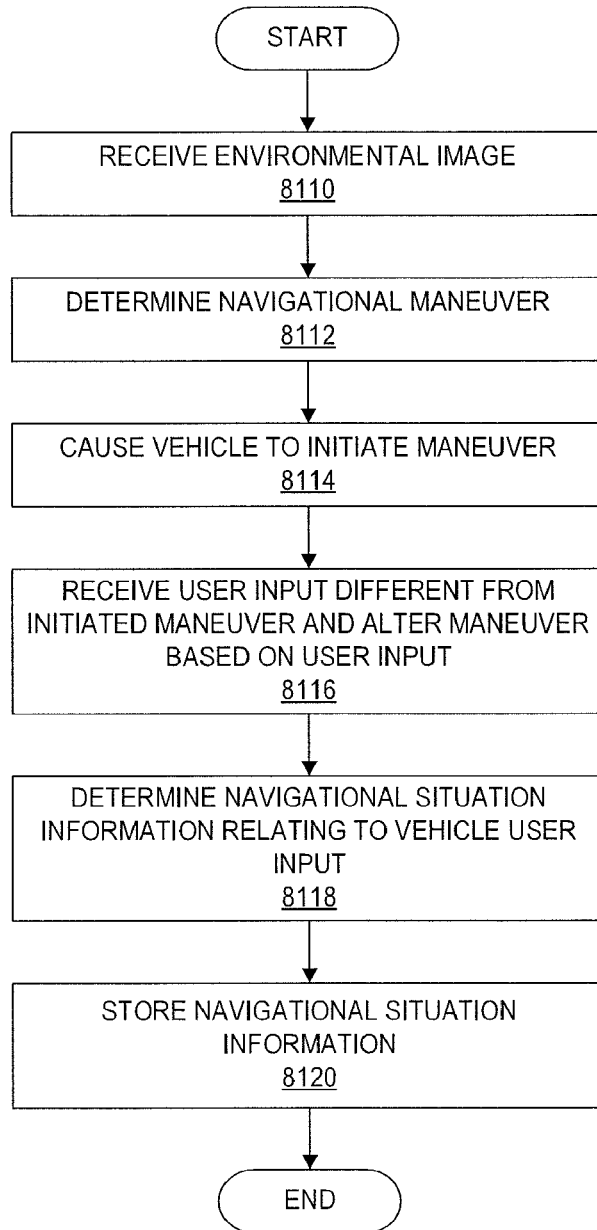 START
RECEIVE ENVIRONMENTAL IMAGE
8110
DETERMINE NAVIGATIONAL MANEUVER
8112
CAUSE VEHICLE TO INITIATE MANEUVER
8114
RECEIVE USER INPUT DIFFERENT FROM
INITIATED MANEUVER AND ALTER MANEUVER
BASED ON USER INPUT
8116
DETERMINE NAVIGATIONAL SITUATION
INFORMATION RELATING TO VEHICLE USER
INPUT
8118
STORE NAVIGATIONAL SITUATION
INFORMATION
8120
END